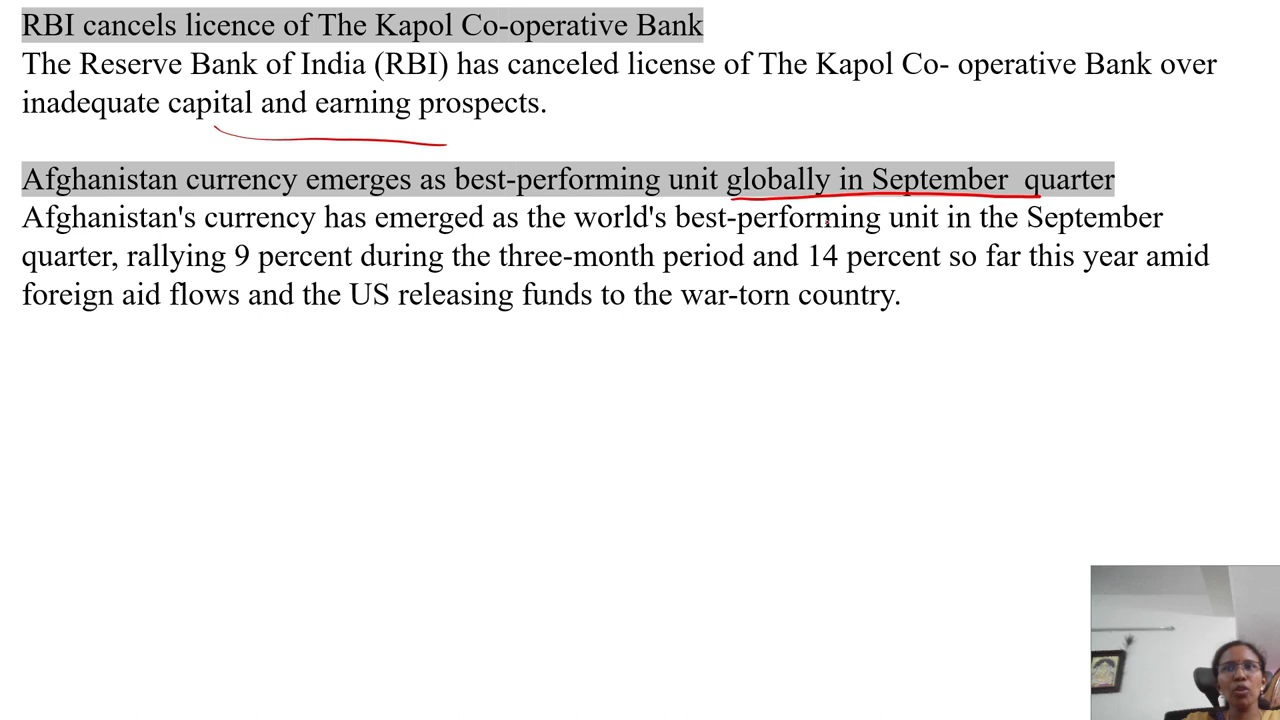 RBI cancels licence of The Kapol Co-operative Bank
The Reserve Bank of India (RBI) has canceled license of The Kapol Co- operative Bank over
inadequate capital and earning prospects.
Afghanistan currency emerges as best-performing unit globally in September  quarter
Afghanistan's currency has emerged as the world's best-performing unit in the September
quarter, rallying 9 percent during the three-month period and 14 percent so far this year amid
foreign aid flows and the US releasing funds to the war-torn country.